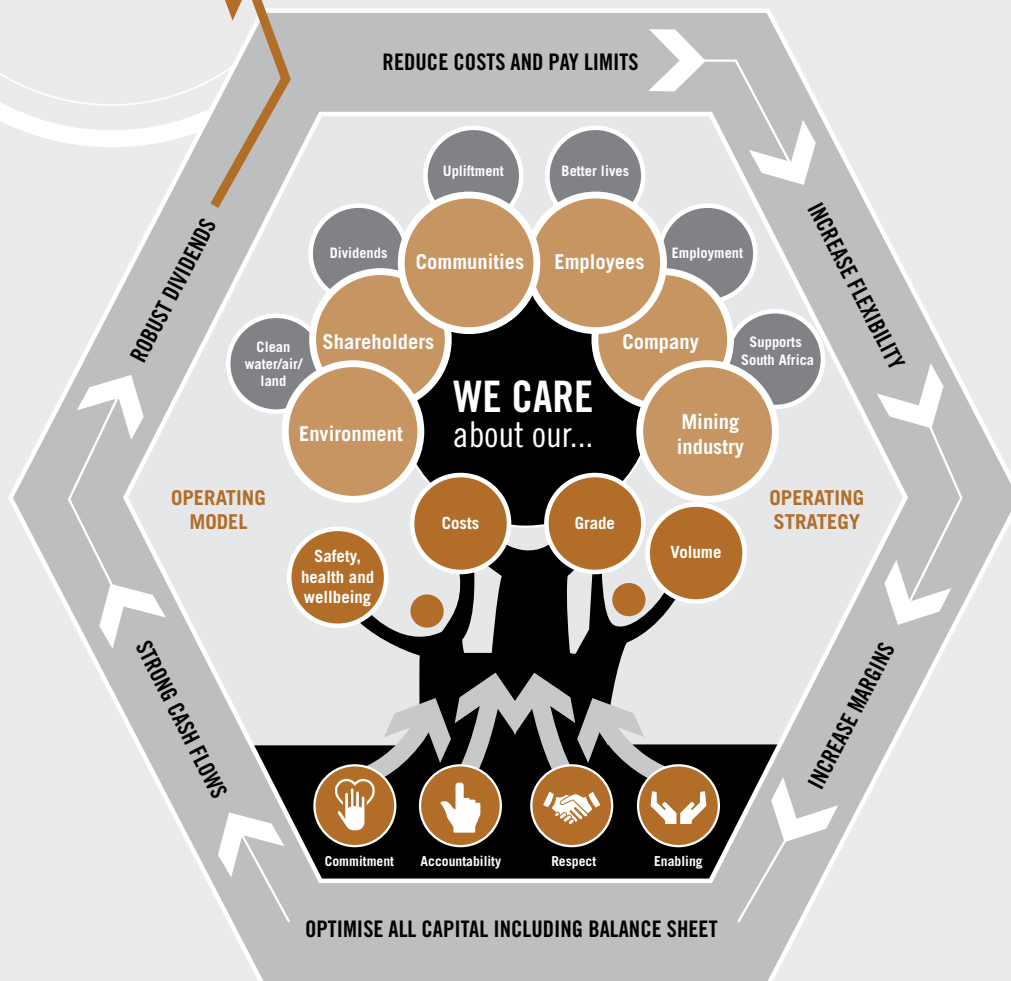 REDUCE COSTS AND PAY LIMITS
INCREASE FLEXIBILITY
INCREASE MARGINS
OPTIMISE ALL CAPITAL INCLUDING BALANCE SHEET
STRONG CASH FLOWS
ROBUST DIVIDENDS
Upliftment
Better lives
Dividends
Employment
Clean
water/air/
land
Supports
South Africa
Communities
Employees
Shareholders
Company
Environment
Mining
industry
WE CARE
about our...
OPERATING
MODEL
OPERATING
STRATEGY
Costs
Grade
Safety,
health and
wellbeing
Volume
Commitment
Accountability
Respect
Enabling